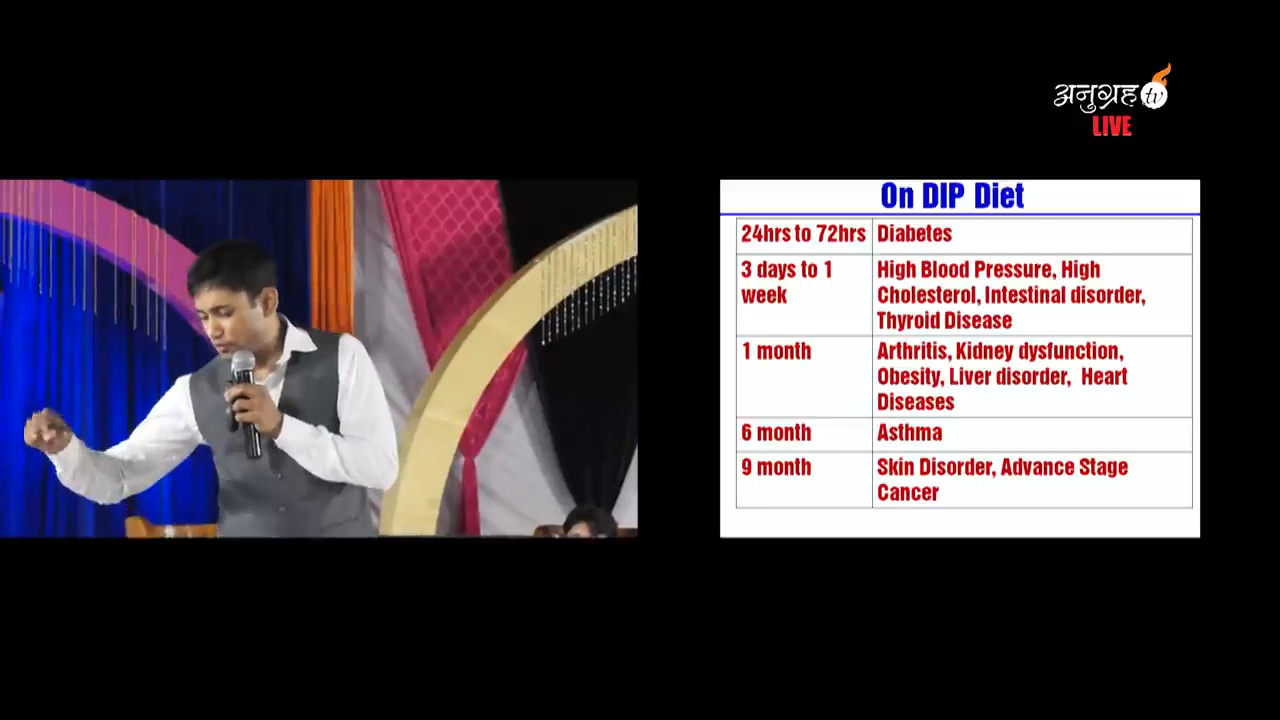 अनुग्रह tv
LIVE
On DIP Diet
24hrs to 72hrs Diabetes
3 days to 1 week High Blood Pressure, High
Cholesterol, Intestinal disorder,
Thyroid Disease
1 month Arthritis, Kidney dysfunction,
Obesity, Liver disorder, Heart
Diseases
6 month Asthma
9 month Skin Disorder, Advance Stage
Cancer